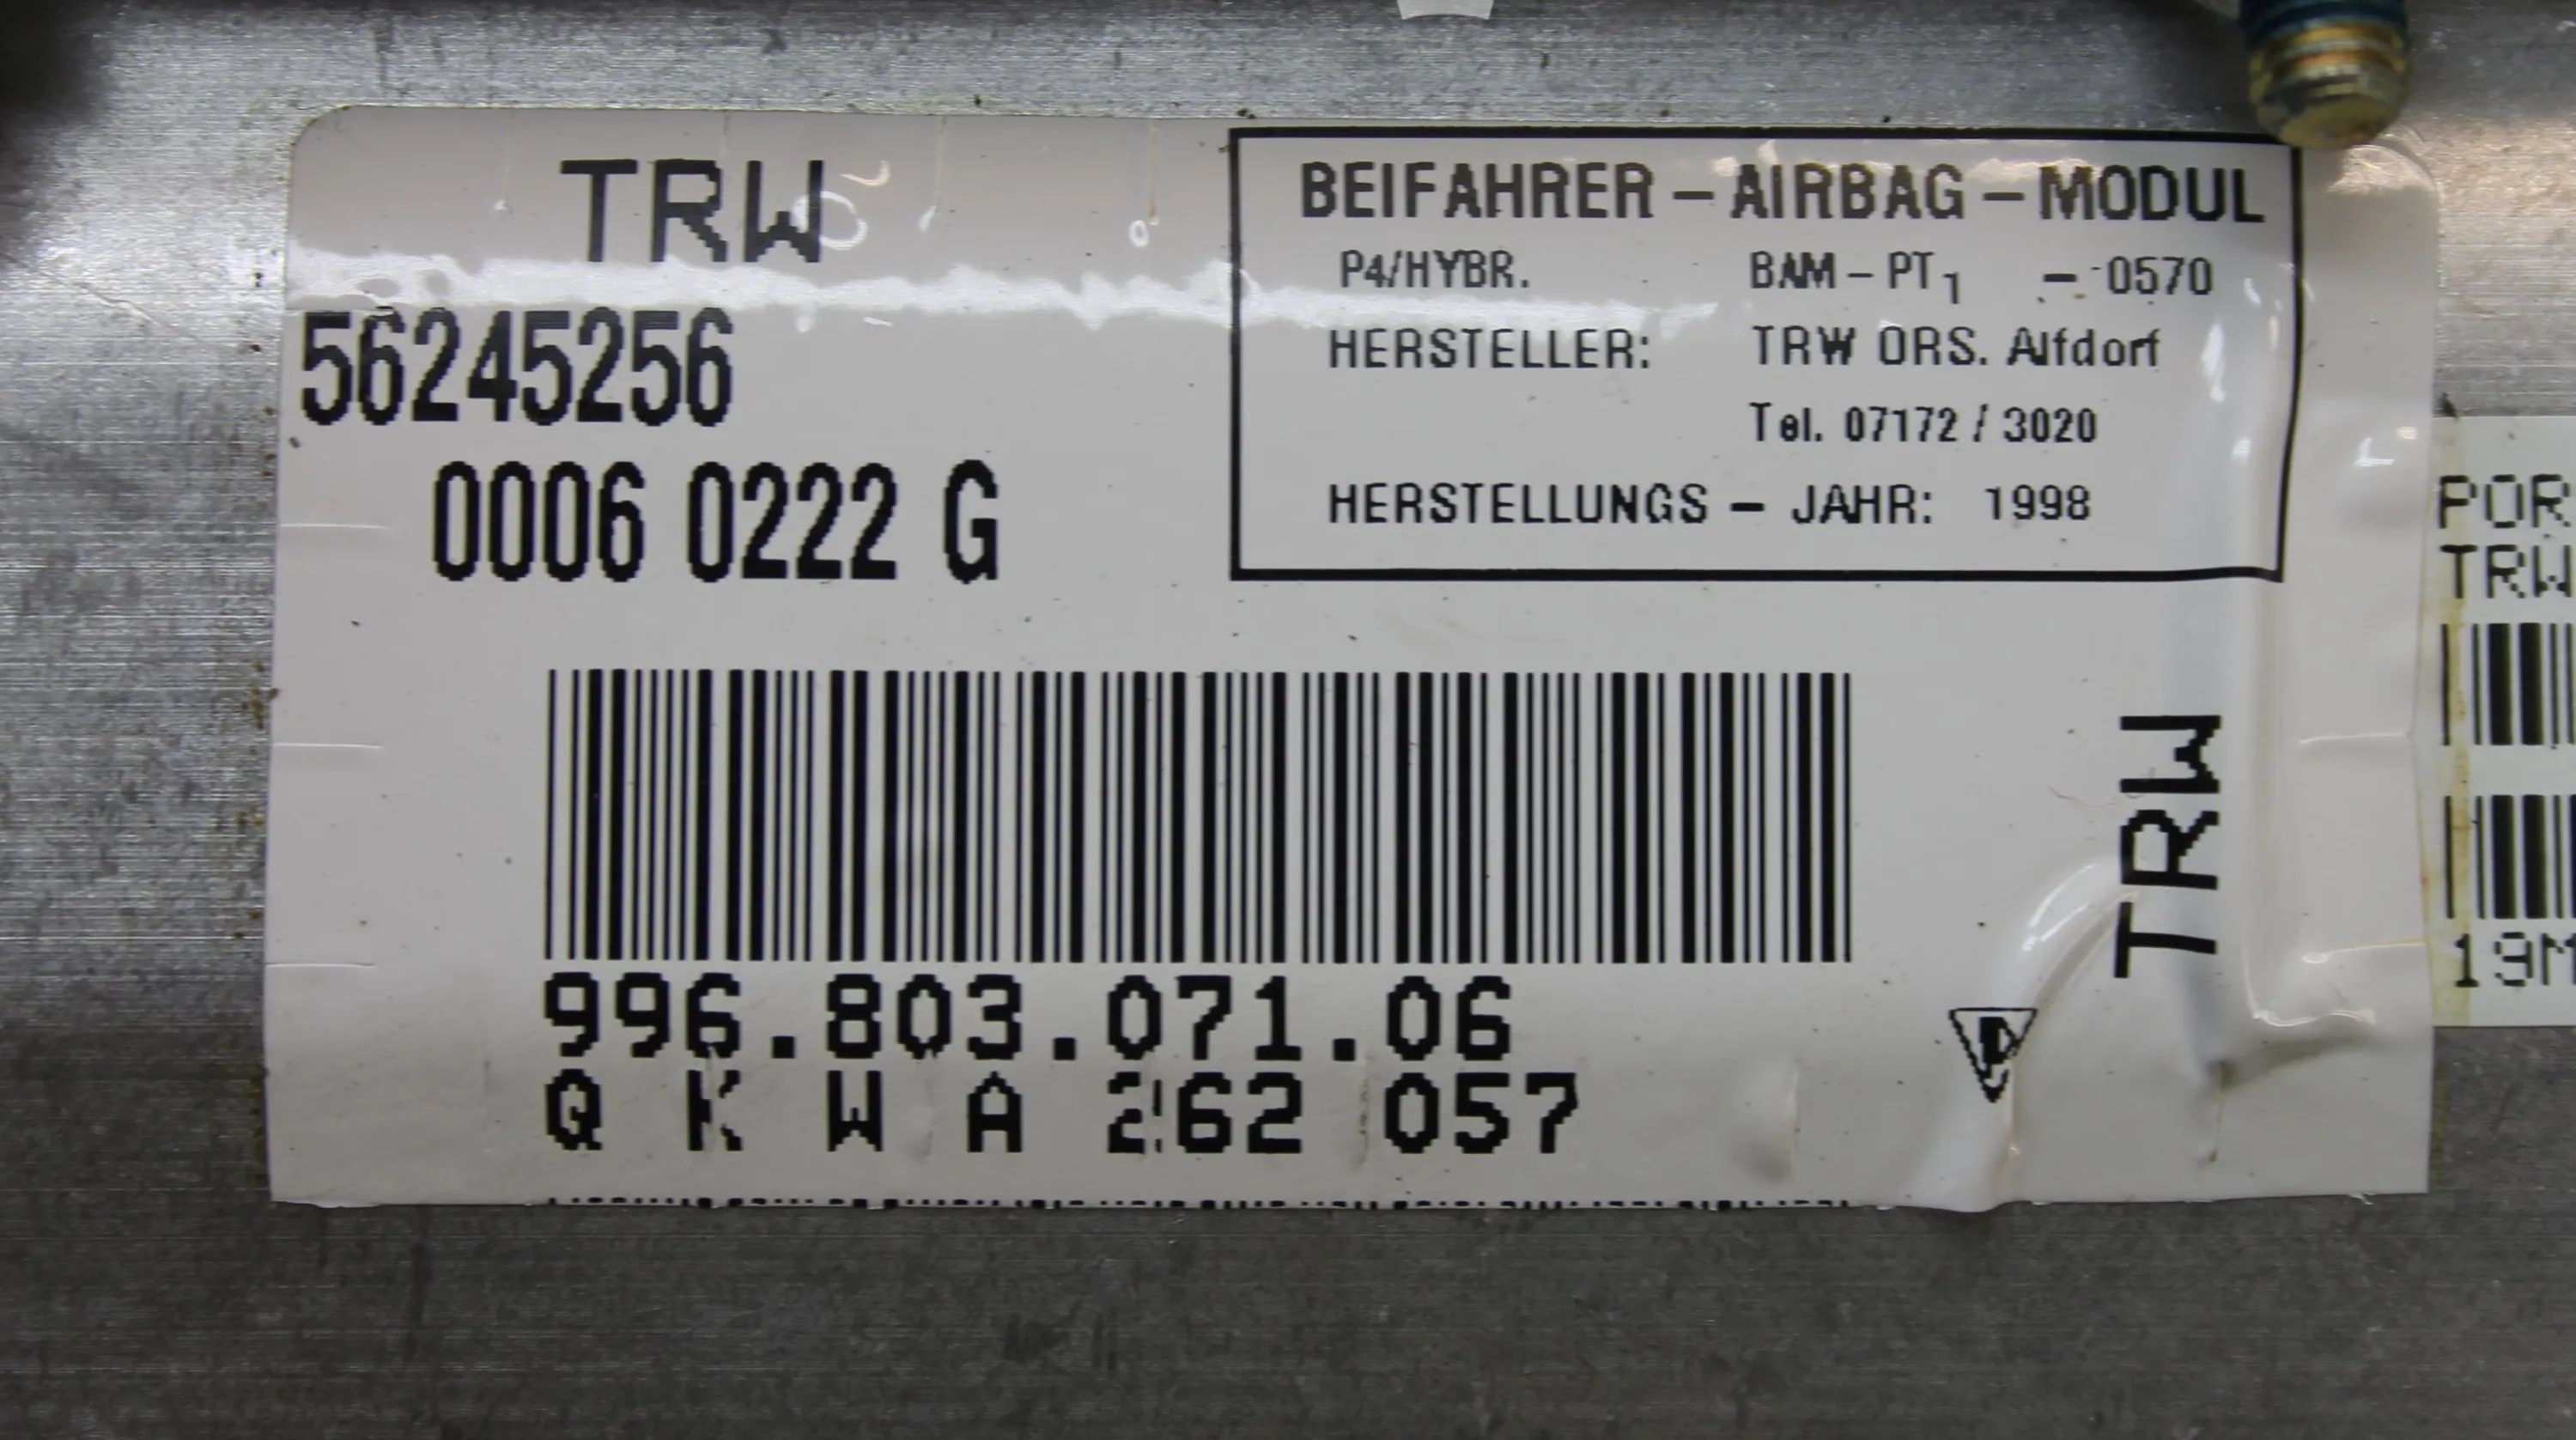 TRW
56245256
0006 0222 G
BEIFAHRER – AIRBAG – MODUL
P4/HYBR. BAM – PT1 – 0570
HERSTELLER: TRW ORS. Alfdorf
Tel. 07172 / 3020
HERSTELLUNGS – JAHR: 1998
996.803.071.06
Q K W A 262 057
TRW
POR
TRW
19M